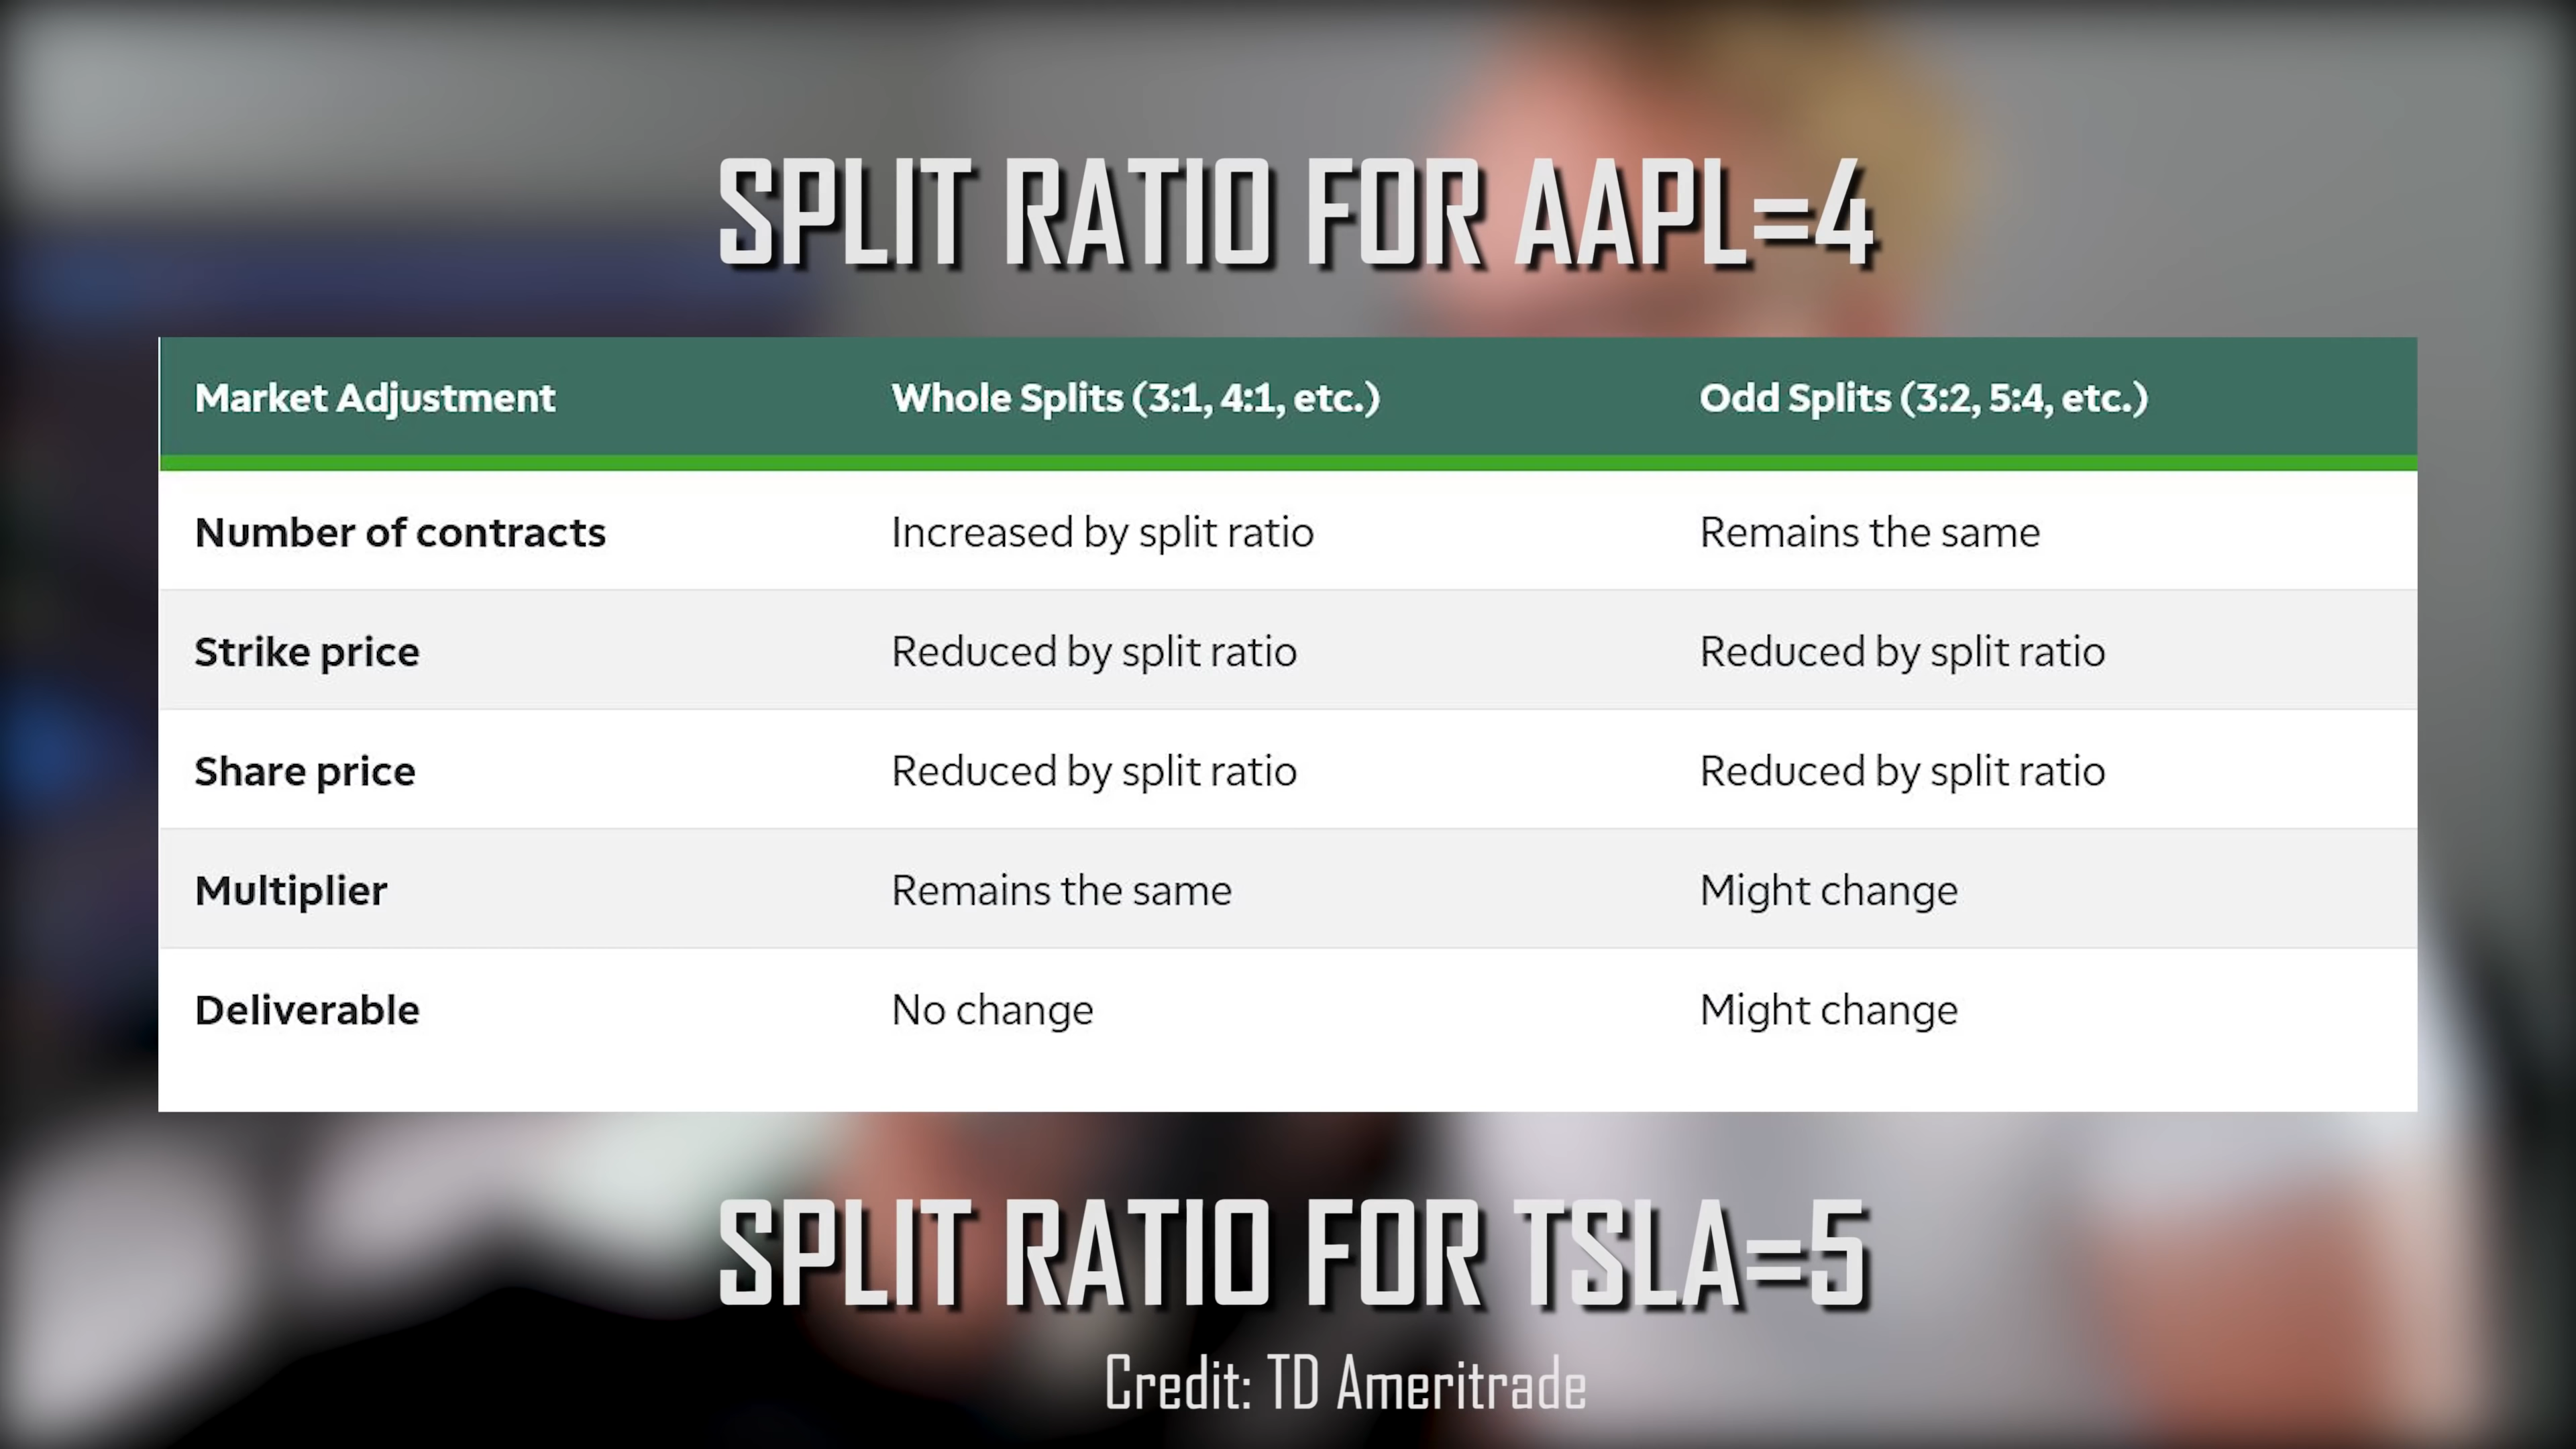 SPLIT RATIO FOR AAPL=4
Market Adjustment Whole Splits (3:1, 4:1, etc.) Odd Splits (3:2, 5:4, etc.)
Number of contracts Increased by split ratio Remains the same
Strike price Reduced by split ratio Reduced by split ratio
Share price Reduced by split ratio Reduced by split ratio
Multiplier Remains the same Might change
Deliverable No change Might change
SPLIT RATIO FOR TSLA=5
Credit: TD Ameritrade